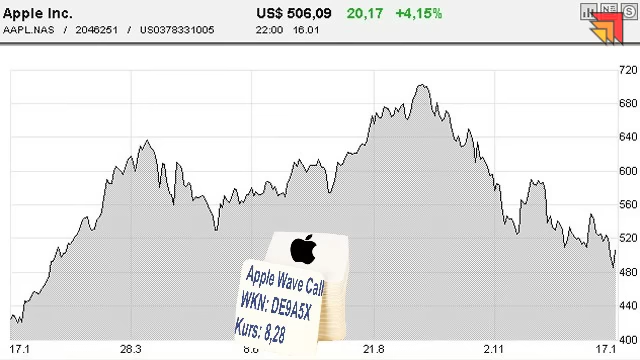 Apple Inc. US$ 506,09 20,17 +4,15%
AAPL.NAS / 2046251 / US0378331005 22:00 16.01
720
680
640
600
560
520
480
440
400
Apple Wave Call
WKN: DE9A5X
Kurs: 8,28
17.1 28.3 8.6 21.8 2.11 17.1